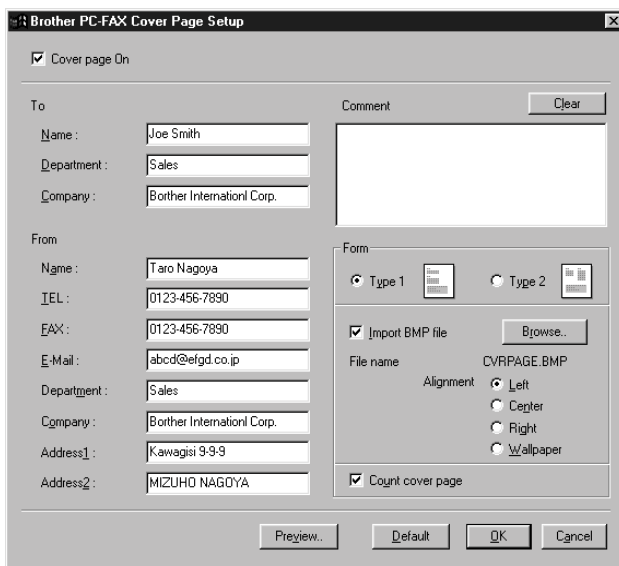 Brother PC-FAX Cover Page Setup
Cover page On
To
Name : Joe Smith
Department : Sales
Company : Borther Internationl Corp.
From
Name : Taro Nagoya
TEL : 0123-456-7890
FAX : 0123-456-7890
E-Mail : abcd@efgd.co.jp
Department : Sales
Company : Borther Internationl Corp.
Address1 : Kawagisi 9-9-9
Address2 : MIZUHO NAGOYA
Comment Clear
Form
Type 1 Type 2
Import BMP file Browse..
File name CVRPAGE.BMP
Alignment Left
Center
Right
Wallpaper
Count cover page
Preview.. Default OK Cancel